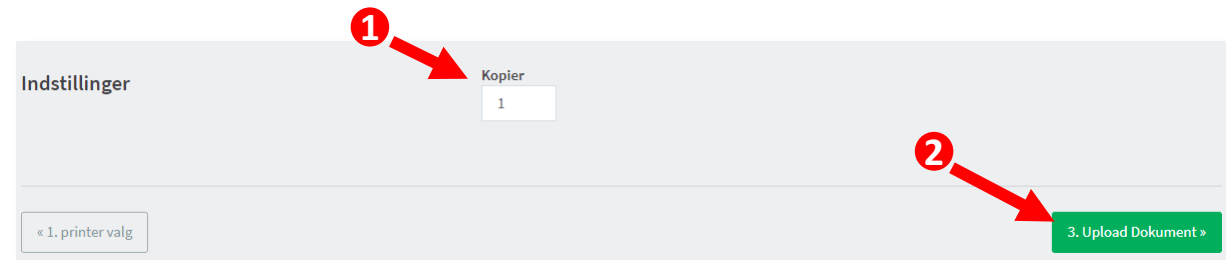 1
Indstillinger
Kopier
1
2
« 1. printer valg
3. Upload Dokument »